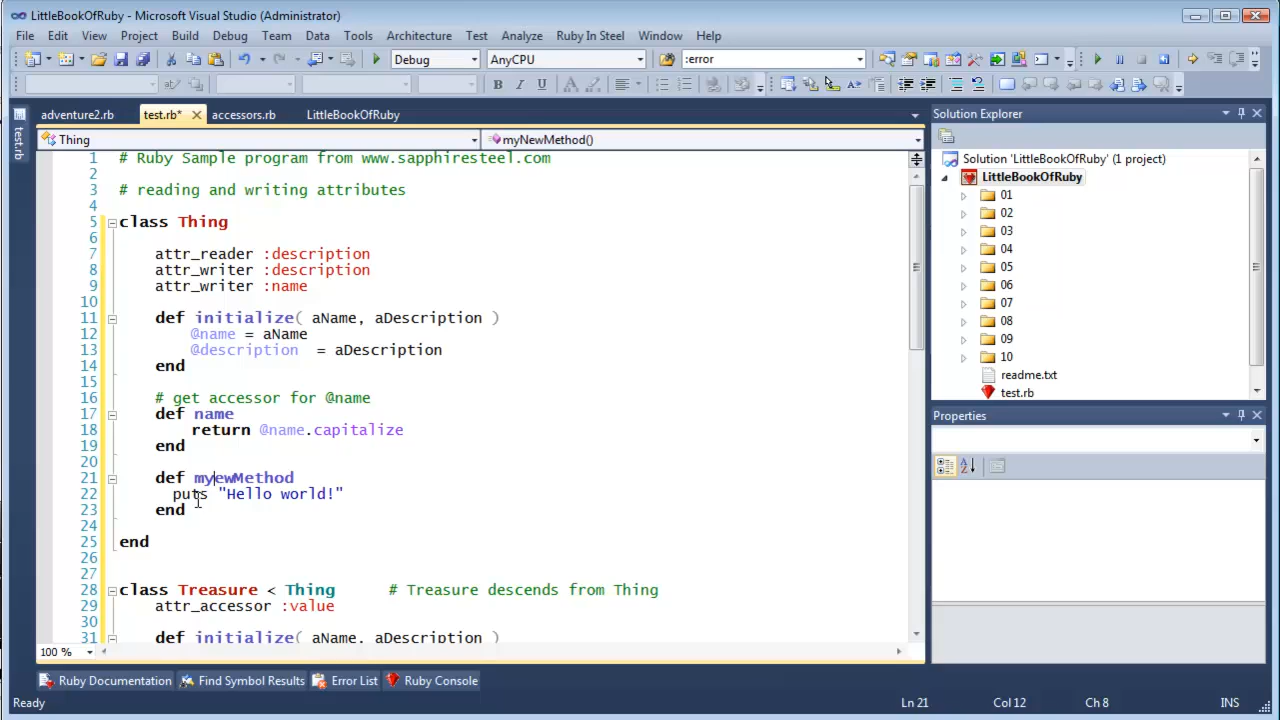 LittleBookOfRuby - Microsoft Visual Studio (Administrator)
File Edit View Project Build Debug Team Data Tools Architecture Test Analyze Ruby In Steel Window Help
Debug AnyCPU :error
adventure2.rb test.rb* accessors.rb LittleBookOfRuby
test.rb
Thing myNewMethod()
1 # Ruby Sample program from www.sapphiresteel.com
2
3 # reading and writing attributes
4
5 class Thing
6
7 attr_reader :description
8 attr_writer :description
9 attr_writer :name
10
11 def initialize( aName, aDescription )
12 @name = aName
13 @description = aDescription
14 end
15
16 # get accessor for @name
17 def name
18 return @name.capitalize
19 end
20
21 def myewMethod
22 puts "Hello world!"
23 end
24
25 end
26
27
28 class Treasure < Thing # Treasure descends from Thing
29 attr_accessor :value
30
31 def initialize( aName, aDescription )
100 %
Solution Explorer
Solution 'LittleBookOfRuby' (1 project)
LittleBookOfRuby
01
02
03
04
05
06
07
08
09
10
readme.txt
test.rb
Properties
Ruby Documentation Find Symbol Results Error List Ruby Console
Ready Ln 21 Col 12 Ch 8 INS